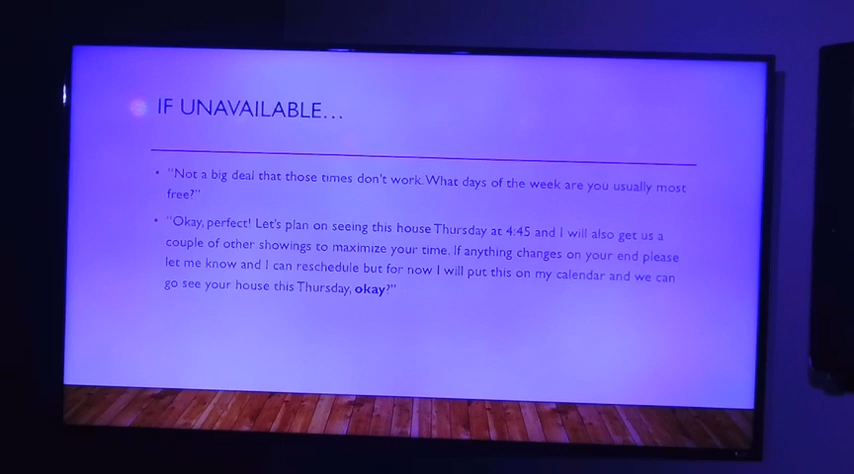 IF UNAVAILABLE...
• "Not a big deal that those times don't work. What days of the week are you usually most
free?"
• "Okay, perfect! Let's plan on seeing this house Thursday at 4:45 and I will also get us a
couple of other showings to maximize your time. If anything changes on your end please
let me know and I can reschedule but for now I will put this on my calendar and we can
go see your house this Thursday, okay?"